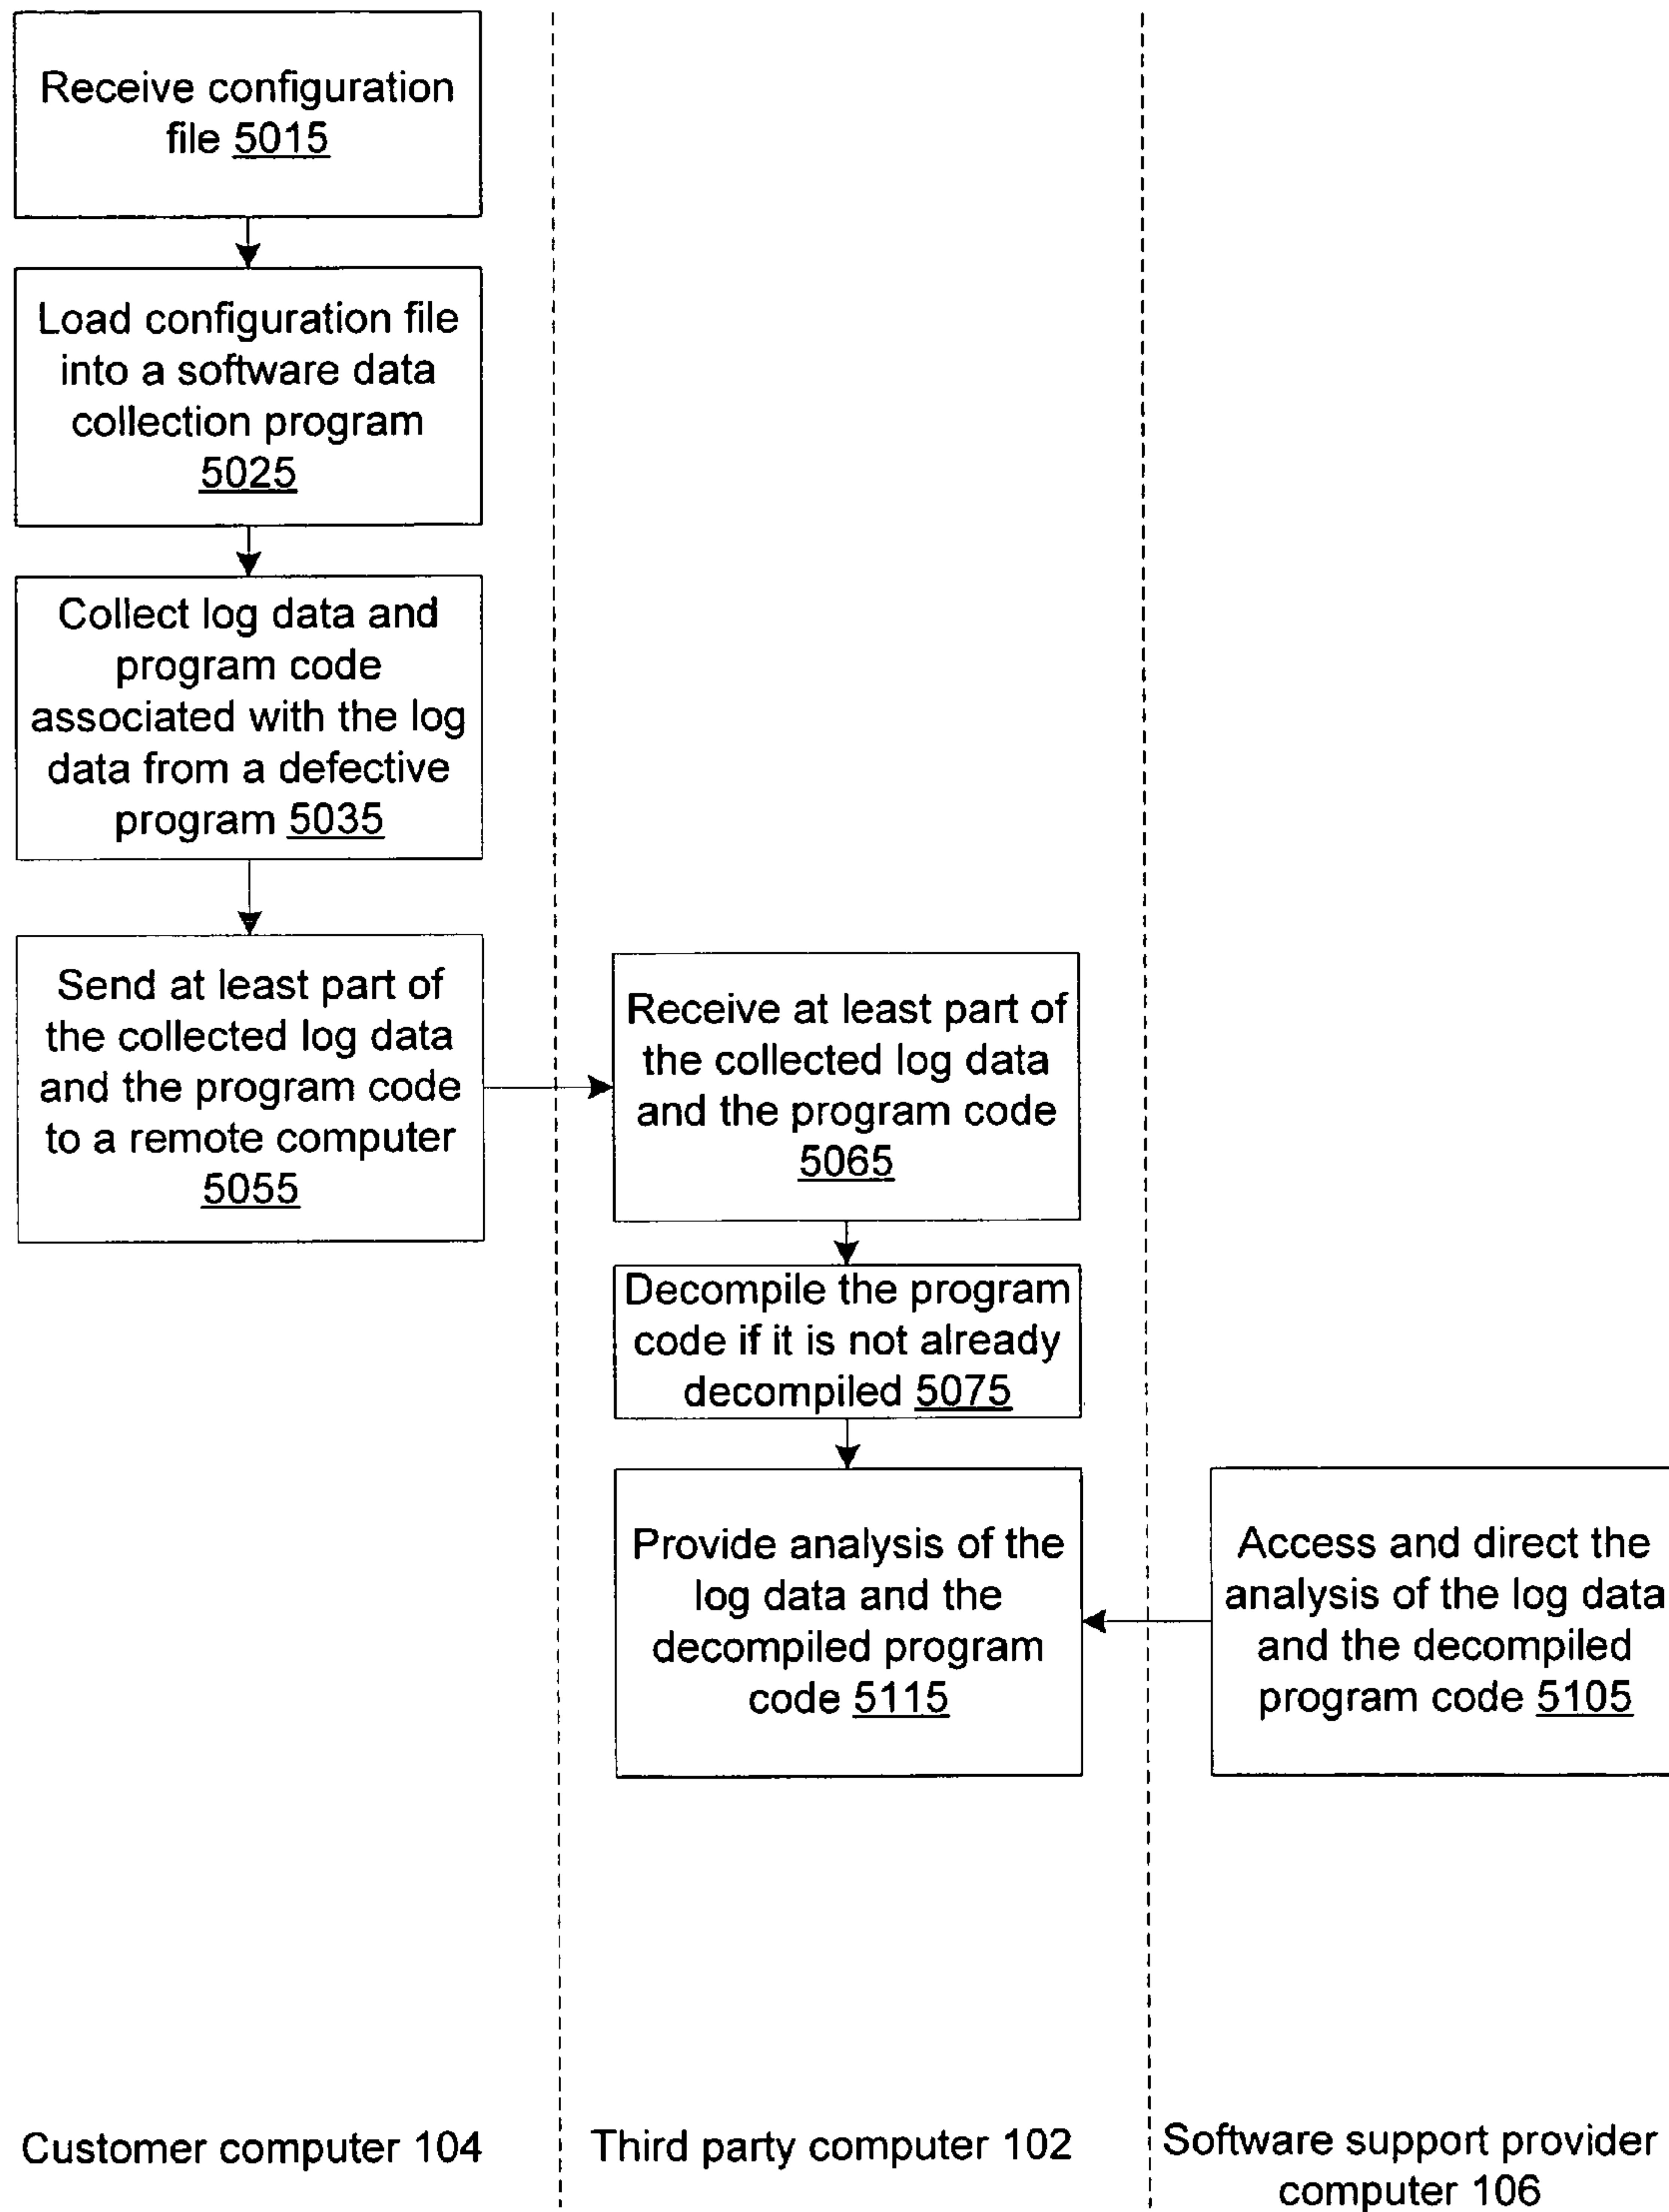 Receive configuration
file 5015
Load configuration file
into a software data
collection program
5025
Collect log data and
program code
associated with the log
data from a defective
program 5035
Send at least part of
the collected log data
and the program code
to a remote computer
5055
Receive at least part of
the collected log data
and the program code
5065
Decompile the program
code if it is not already
decompiled 5075
Provide analysis of the
log data and the
decompiled program
code 5115
Access and direct the
analysis of the log data
and the decompiled
program code 5105
Customer computer 104
Third party computer 102
Software support provider
computer 106